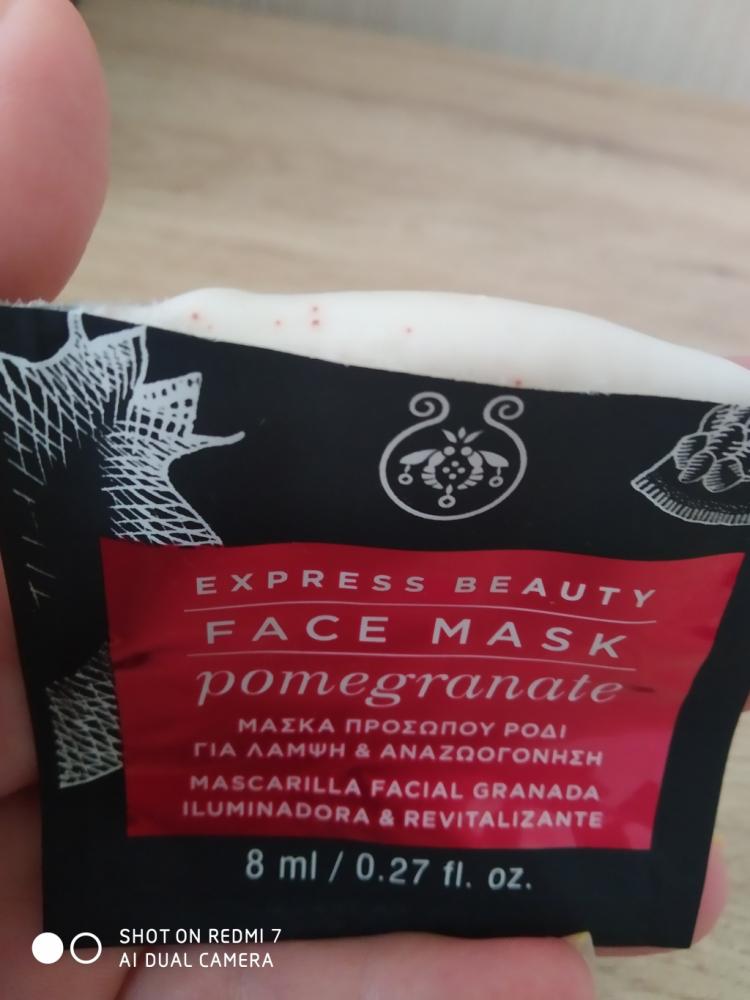 EXPRESS BEAUTY
FACE MASK
pomegranate
ΜΑΣΚΑ ΠΡΟΣΩΠΟΥ ΡΟΔΙ
ΓΙΑ ΛΑΜΨΗ & ΑΝΑΖΩΟΓΟΝΗΣΗ
MASCARILLA FACIAL GRANADA
ILUMINADORA & REVITALIZANTE
8 ml / 0.27 fl. oz.
SHOT ON REDMI 7
AI DUAL CAMERA